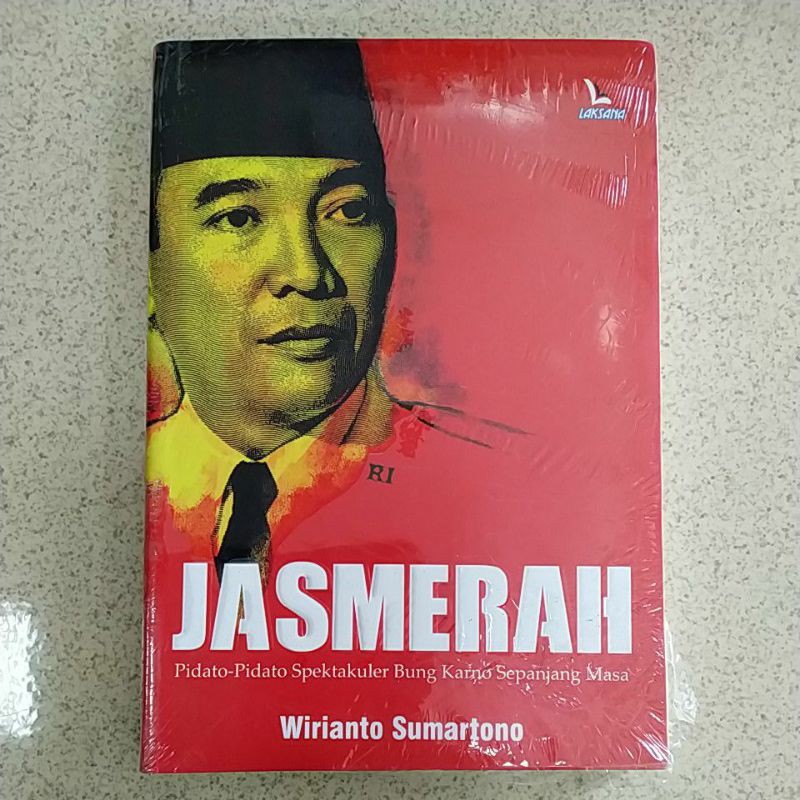 LAKSANA
RI
JASMERAH
Pidato-Pidato Spektakuler Bung Karno Sepanjang Masa
Wirianto Sumartono